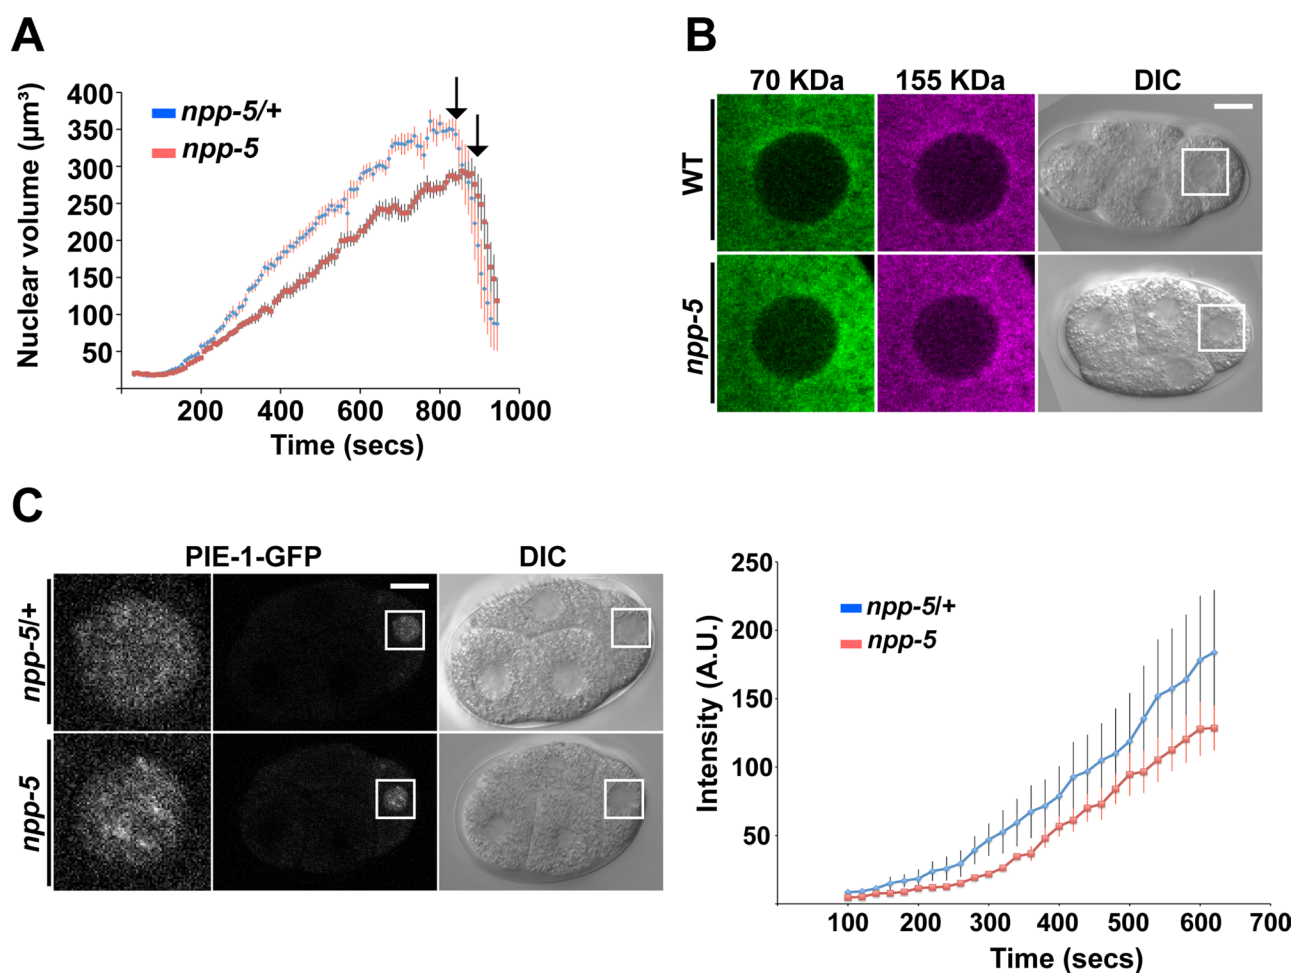 A
Nuclear volume (µm³)
400
350
300
250
200
150
100
50
npp-5/+
npp-5
200
400
600
800
1000
Time (secs)
B
70 KDa
155 KDa
DIC
WT
npp-5
C
PIE-1-GFP
DIC
npp-5/+
npp-5
Intensity (A.U.)
250
200
150
100
50
npp-5/+
npp-5
100
200
300
400
500
600
700
Time (secs)